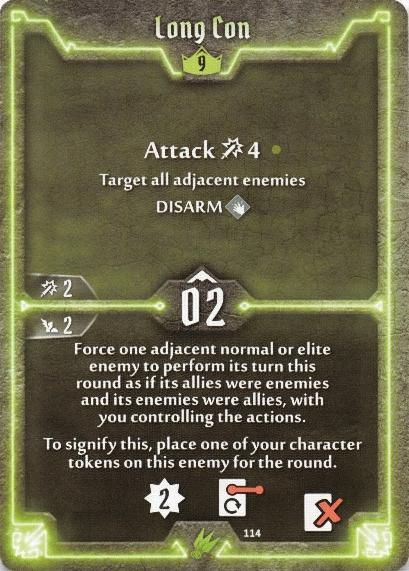 Long Con
9
Attack 4
Target all adjacent enemies
DISARM
2
02
2
Force one adjacent normal or elite
enemy to perform its turn this
round as if its allies were enemies
and its enemies were allies, with
you controlling the actions.
To signify this, place one of your character
tokens on this enemy for the round.
2
114